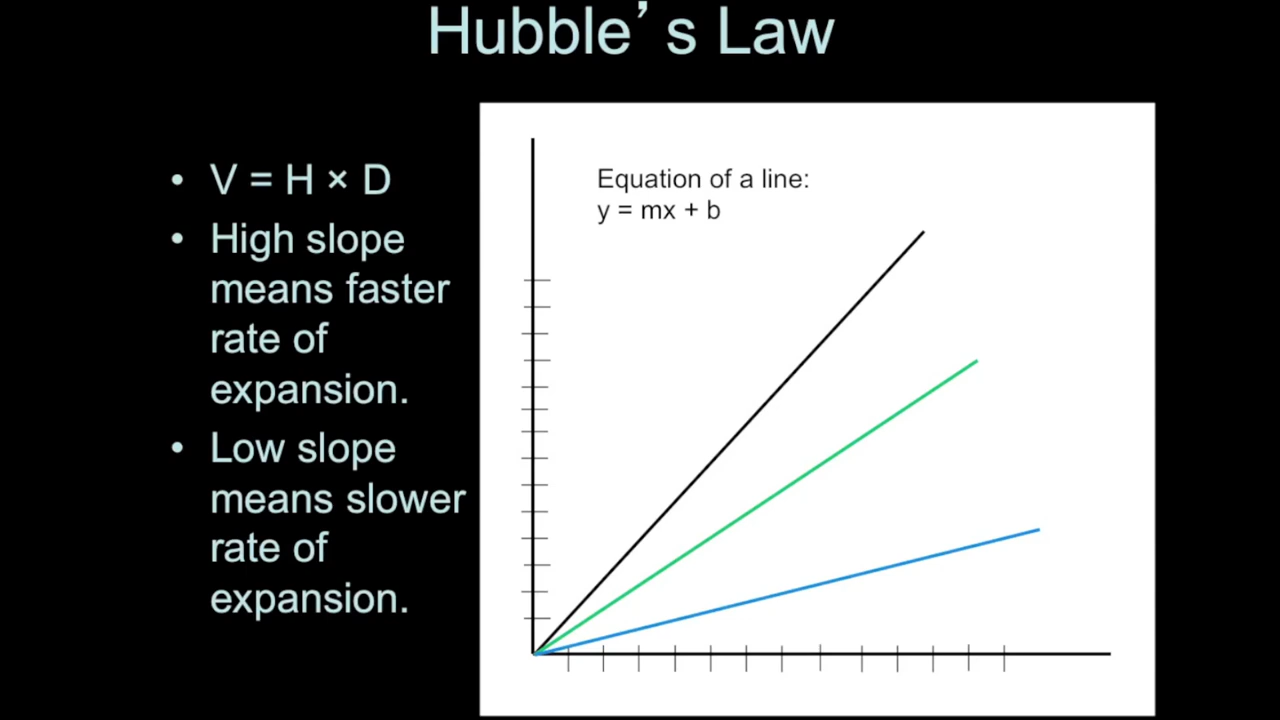 Hubble’s Law
• V = H × D
• High slope
means faster
rate of
expansion.
• Low slope
means slower
rate of
expansion.
Equation of a line:
y = mx + b